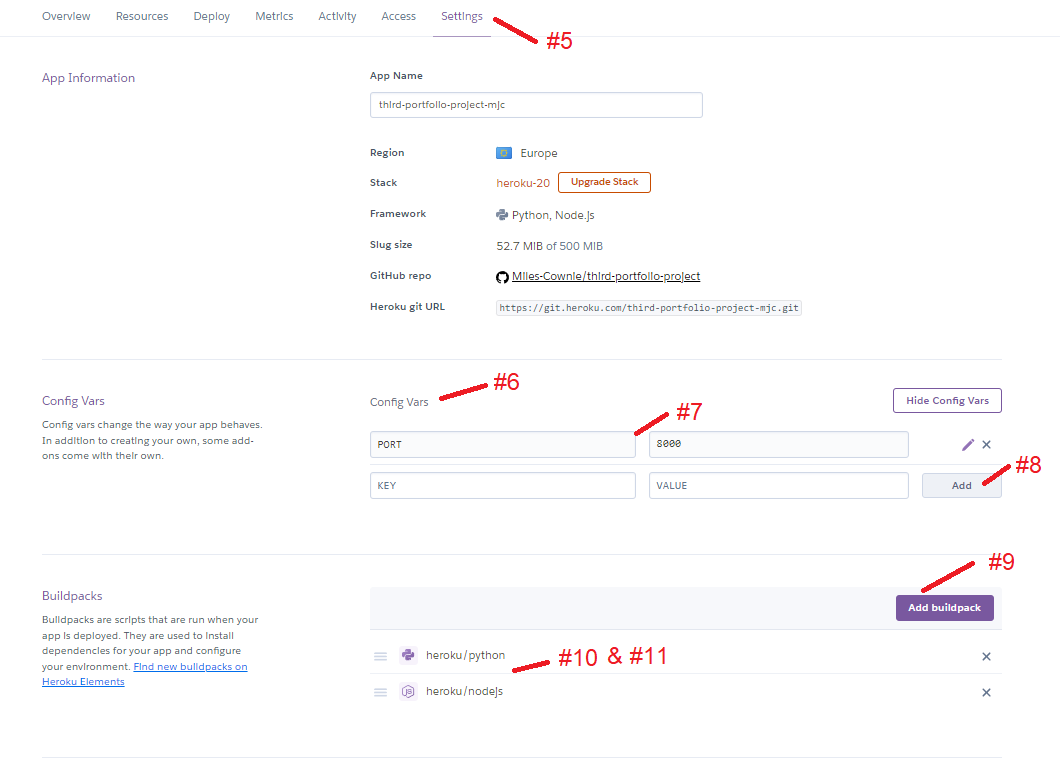 Overview Resources Deploy Metrics Activity Access Settings
#5
App Information
App Name
third-portfolio-project-mjc
Region Europe
Stack heroku-20 Upgrade Stack
Framework Python, Node.js
Slug size 52.7 MiB of 500 MiB
GitHub repo Miles-Cownie/third-portfolio-project
Heroku git URL https://git.heroku.com/third-portfolio-project-mjc.git
#6
Config Vars
Config vars change the way your app behaves.
In addition to creating your own, some add-
ons come with their own.
Config Vars
Hide Config Vars
#7
PORT 8000
#8
KEY VALUE Add
#9
Buildpacks
Buildpacks are scripts that are run when your
app is deployed. They are used to install
dependencies for your app and configure
your environment. Find new buildpacks on
Heroku Elements
Add buildpack
heroku/python
#10 & #11
heroku/nodejs